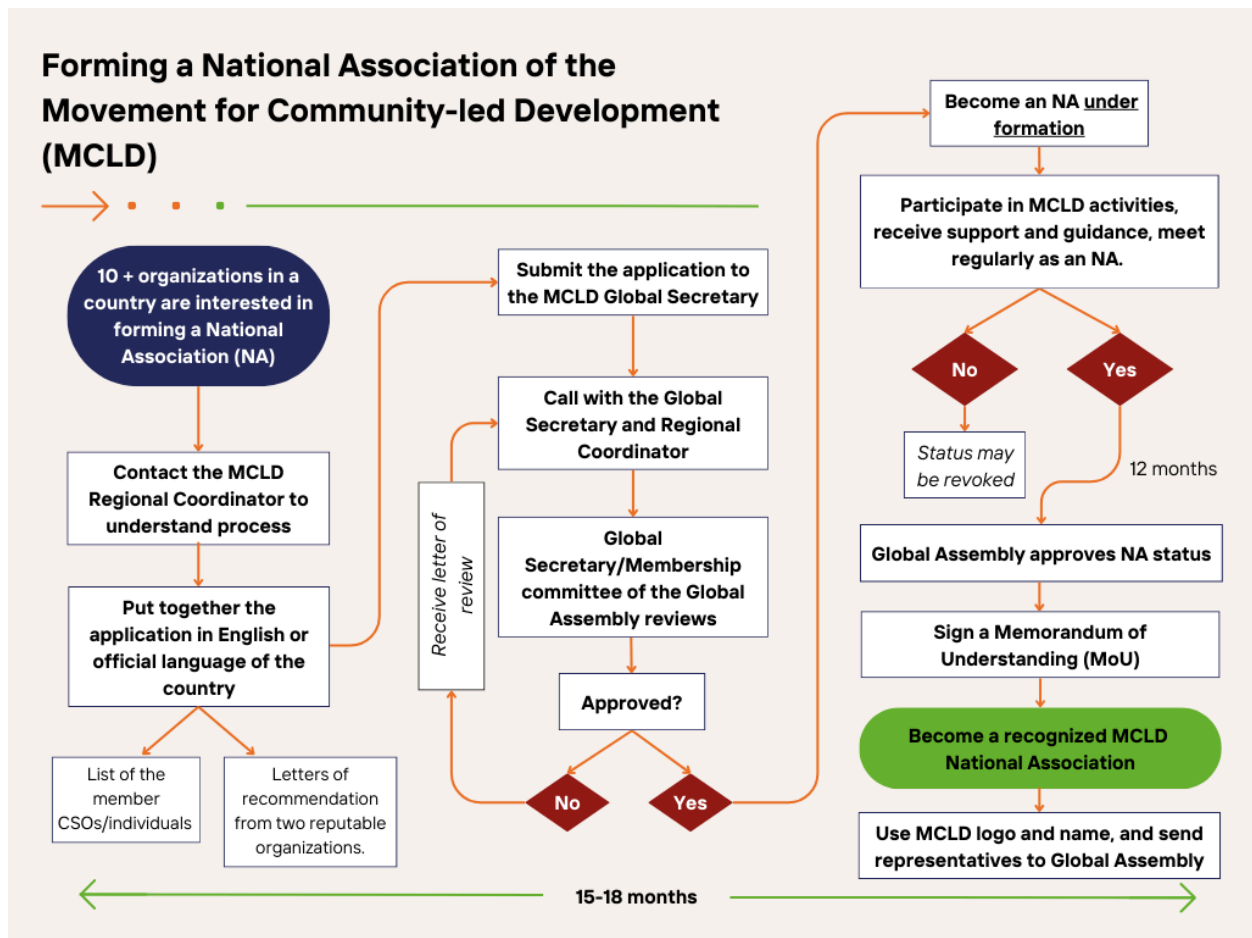 Forming a National Association of the
Movement for Community-led Development
(MCLD)
10 + organizations in a
country are interested in
forming a National
Association (NA)
Contact the MCLD
Regional Coordinator to
understand process
Put together the
application in English or
official language of the
country
List of the
member
CSOs/individuals
Letters of
recommendation
from two reputable
organizations.
Submit the application to
the MCLD Global Secretary
Call with the Global
Secretary and Regional
Coordinator
Global
Secretary/Membership
committee of the Global
Assembly reviews
Approved?
No
Yes
Receive letter of
review
Become an NA under
formation
Participate in MCLD activities,
receive support and guidance, meet
regularly as an NA.
No
Yes
Status may
be revoked
12 months
Global Assembly approves NA status
Sign a Memorandum of
Understanding (MoU)
Become a recognized MCLD
National Association
Use MCLD logo and name, and send
representatives to Global Assembly
15-18 months